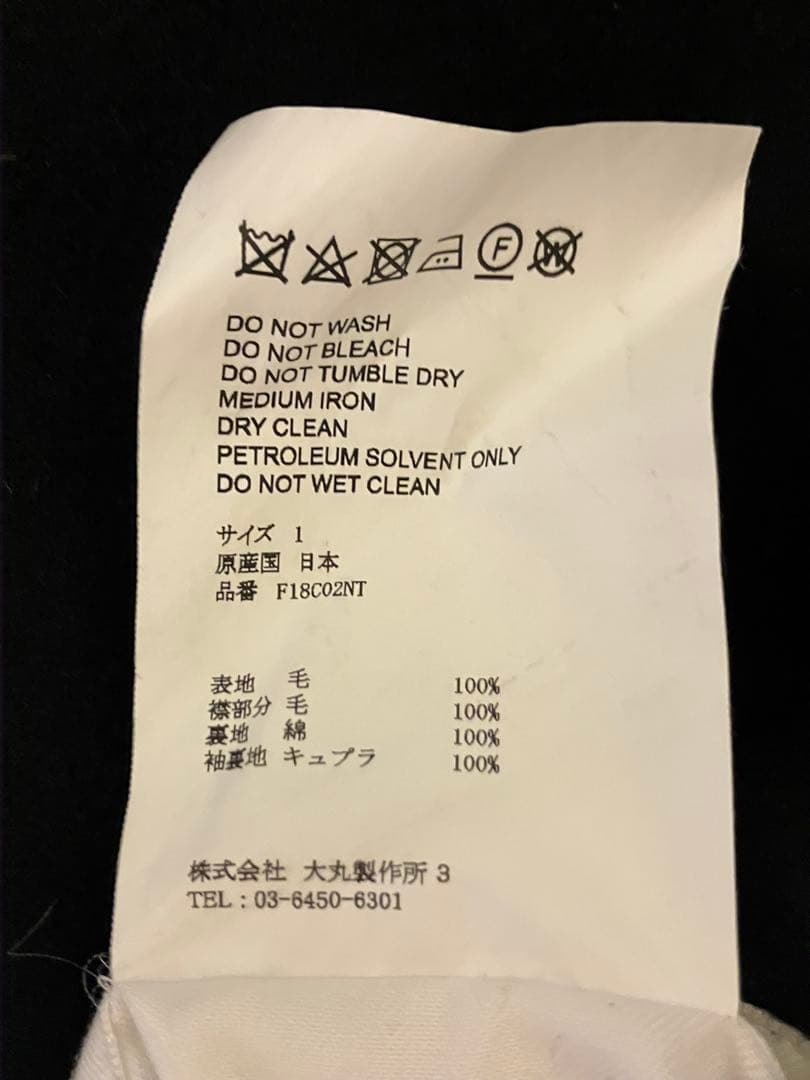 F W
DO NOT WASH
DO NOT BLEACH
DO NOT TUMBLE DRY
MEDIUM IRON
DRY CLEAN
PETROLEUM SOLVENT ONLY
DO NOT WET CLEAN
サイズ 1
原産国 日本
品番 F18C02NT
表地 毛 100%
襟部分 毛 100%
裏地 綿 100%
袖裏地 キュプラ 100%
株式会社 大丸製作所 3
TEL : 03-6450-6301